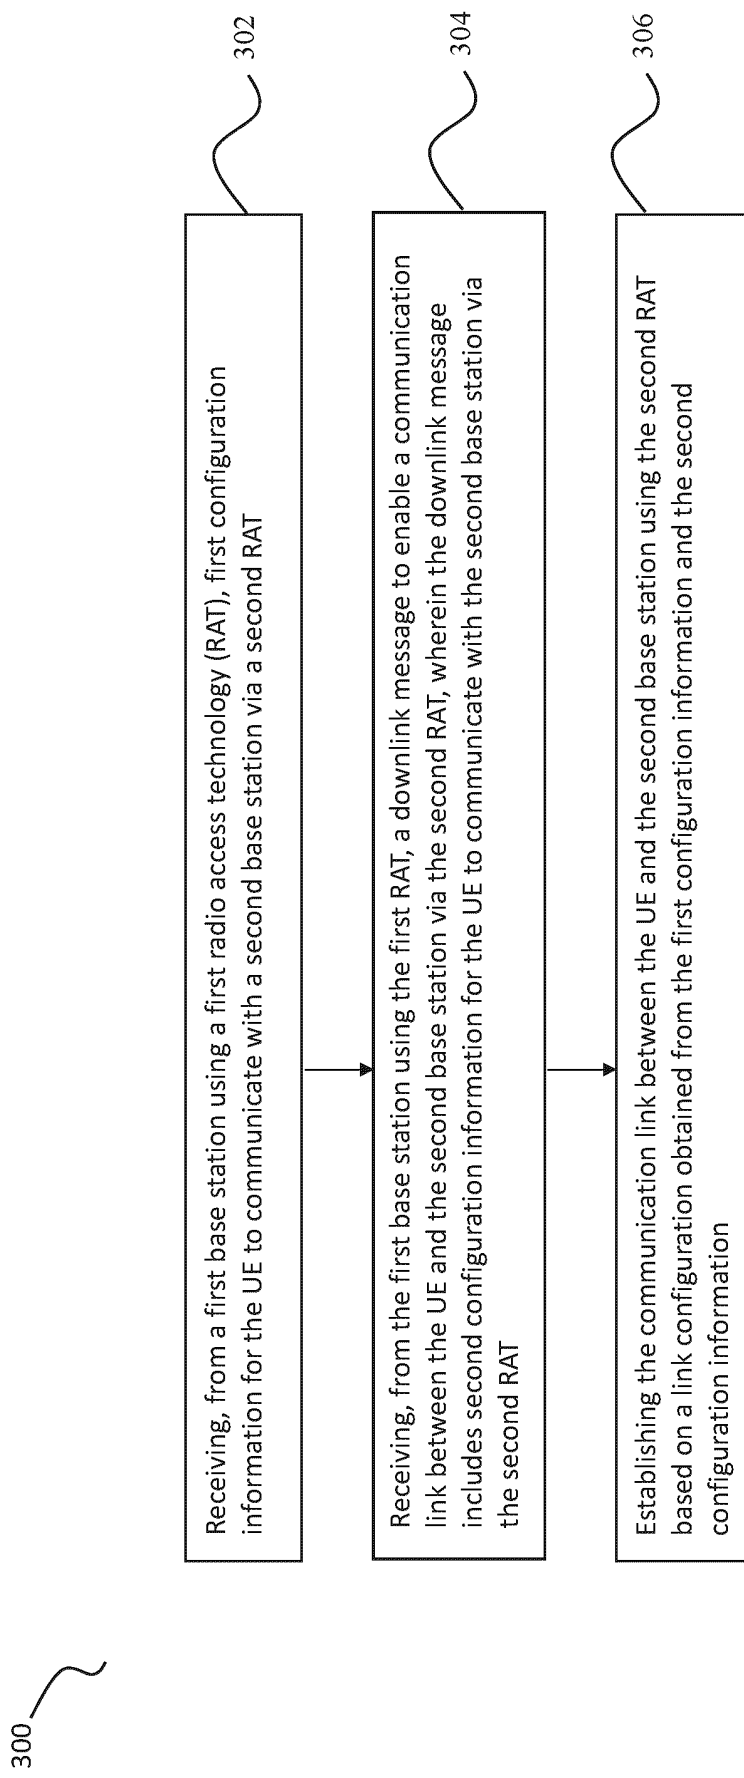 300
302
Receiving, from a first base station using a first radio access technology (RAT), first configuration
information for the UE to communicate with a second base station via a second RAT
304
Receiving, from the first base station using the first RAT, a downlink message to enable a communication
link between the UE and the second base station via the second RAT, wherein the downlink message
includes second configuration information for the UE to communicate with the second base station via
the second RAT
306
Establishing the communication link between the UE and the second base station using the second RAT
based on a link configuration obtained from the first configuration information and the second
configuration information